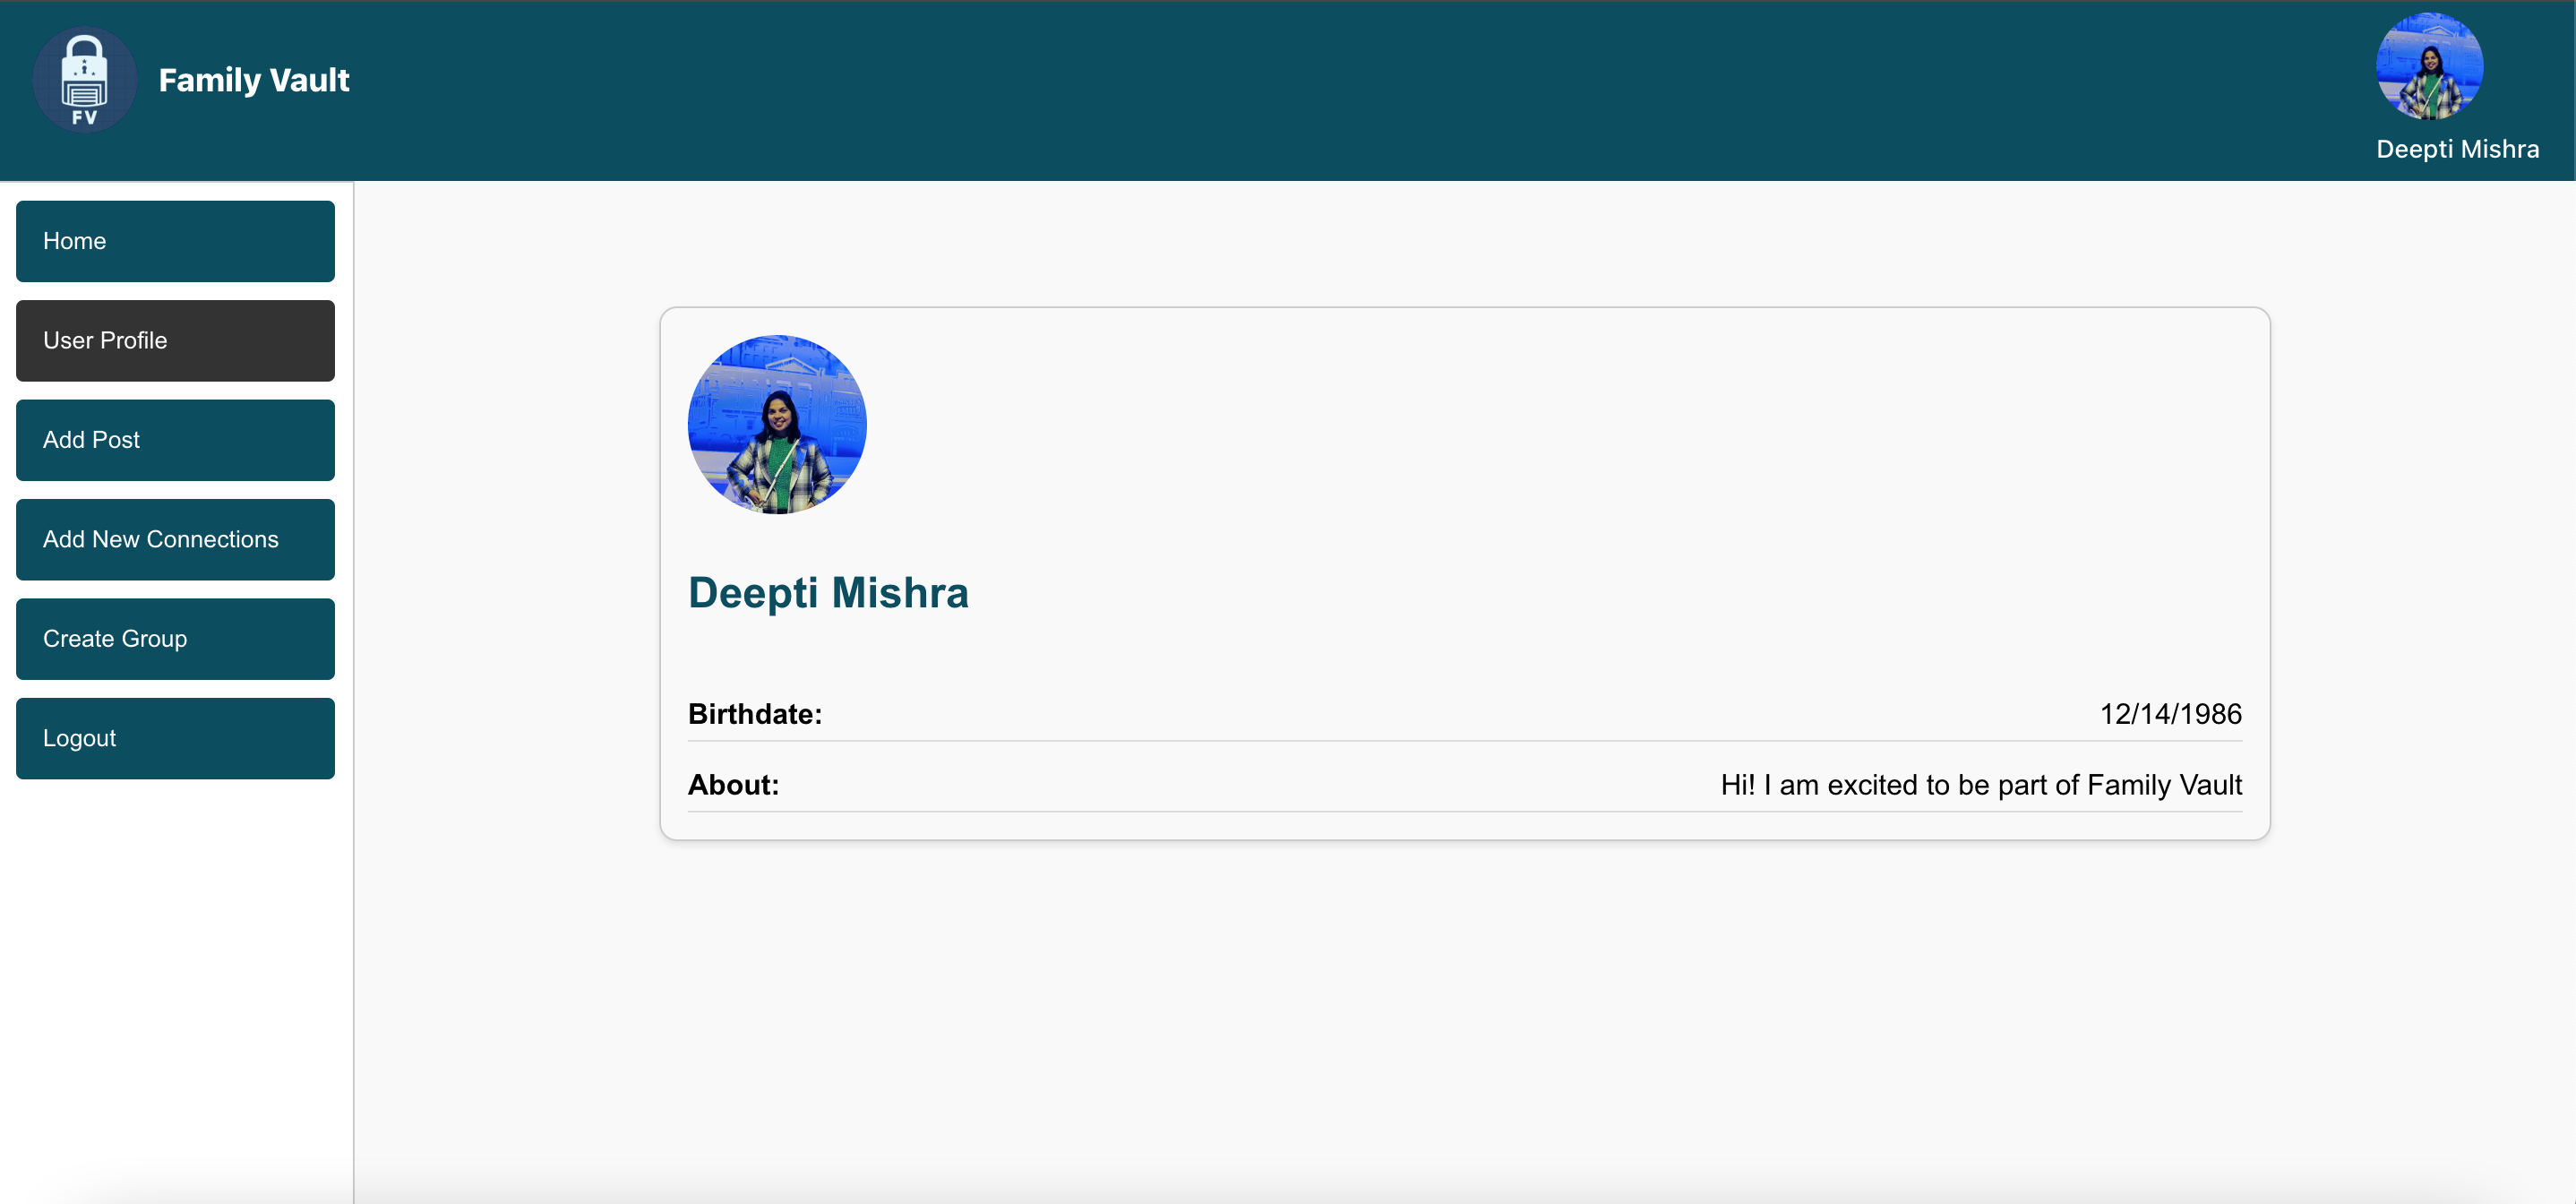 FV
Family Vault
Deepti Mishra
Home
User Profile
Add Post
Add New Connections
Create Group
Logout
Deepti Mishra
Birthdate: 12/14/1986
About: Hi! I am excited to be part of Family Vault